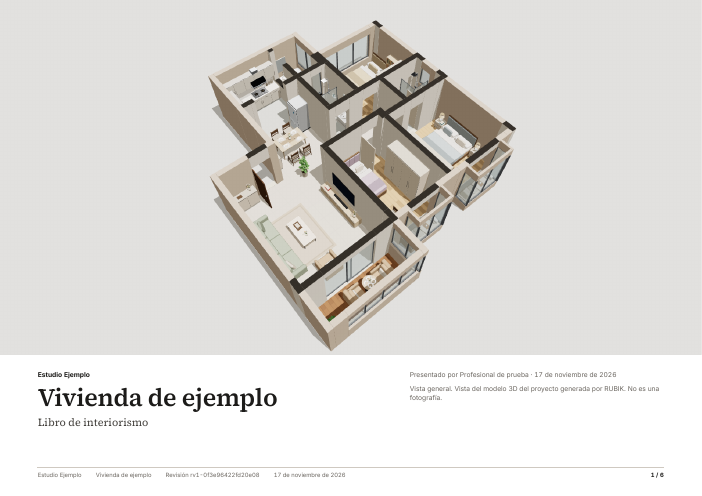 Estudio Ejemplo
Vivienda de ejemplo
Libro de interiorismo
Presentado por Profesional de prueba · 17 de noviembre de 2026
Vista general. Vista del modelo 3D del proyecto generada por RUBIK. No es una
fotografía.
Estudio Ejemplo Vivienda de ejemplo Revisión rv1-0f3e96422fd20e08 17 de noviembre de 2026 1 / 6